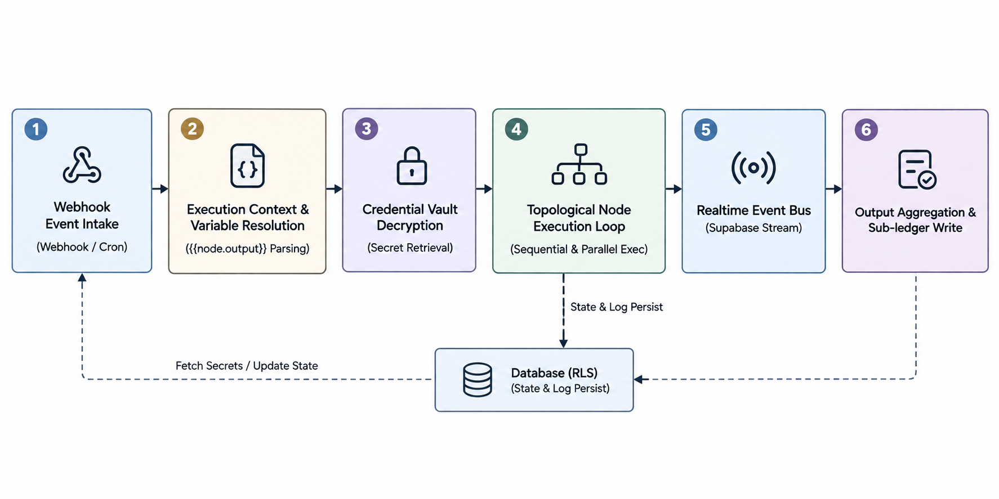 1
Webhook
Event Intake
(Webhook / Cron)
2
Execution Context &
Variable Resolution
({{node.output}} Parsing)
3
Credential Vault
Decryption
(Secret Retrieval)
4
Topological Node
Execution Loop
(Sequential & Parallel Exec)
5
Realtime Event Bus
(Supabase Stream)
6
Output Aggregation &
Sub-ledger Write
State & Log Persist
Fetch Secrets / Update State
Database (RLS)
(State & Log Persist)